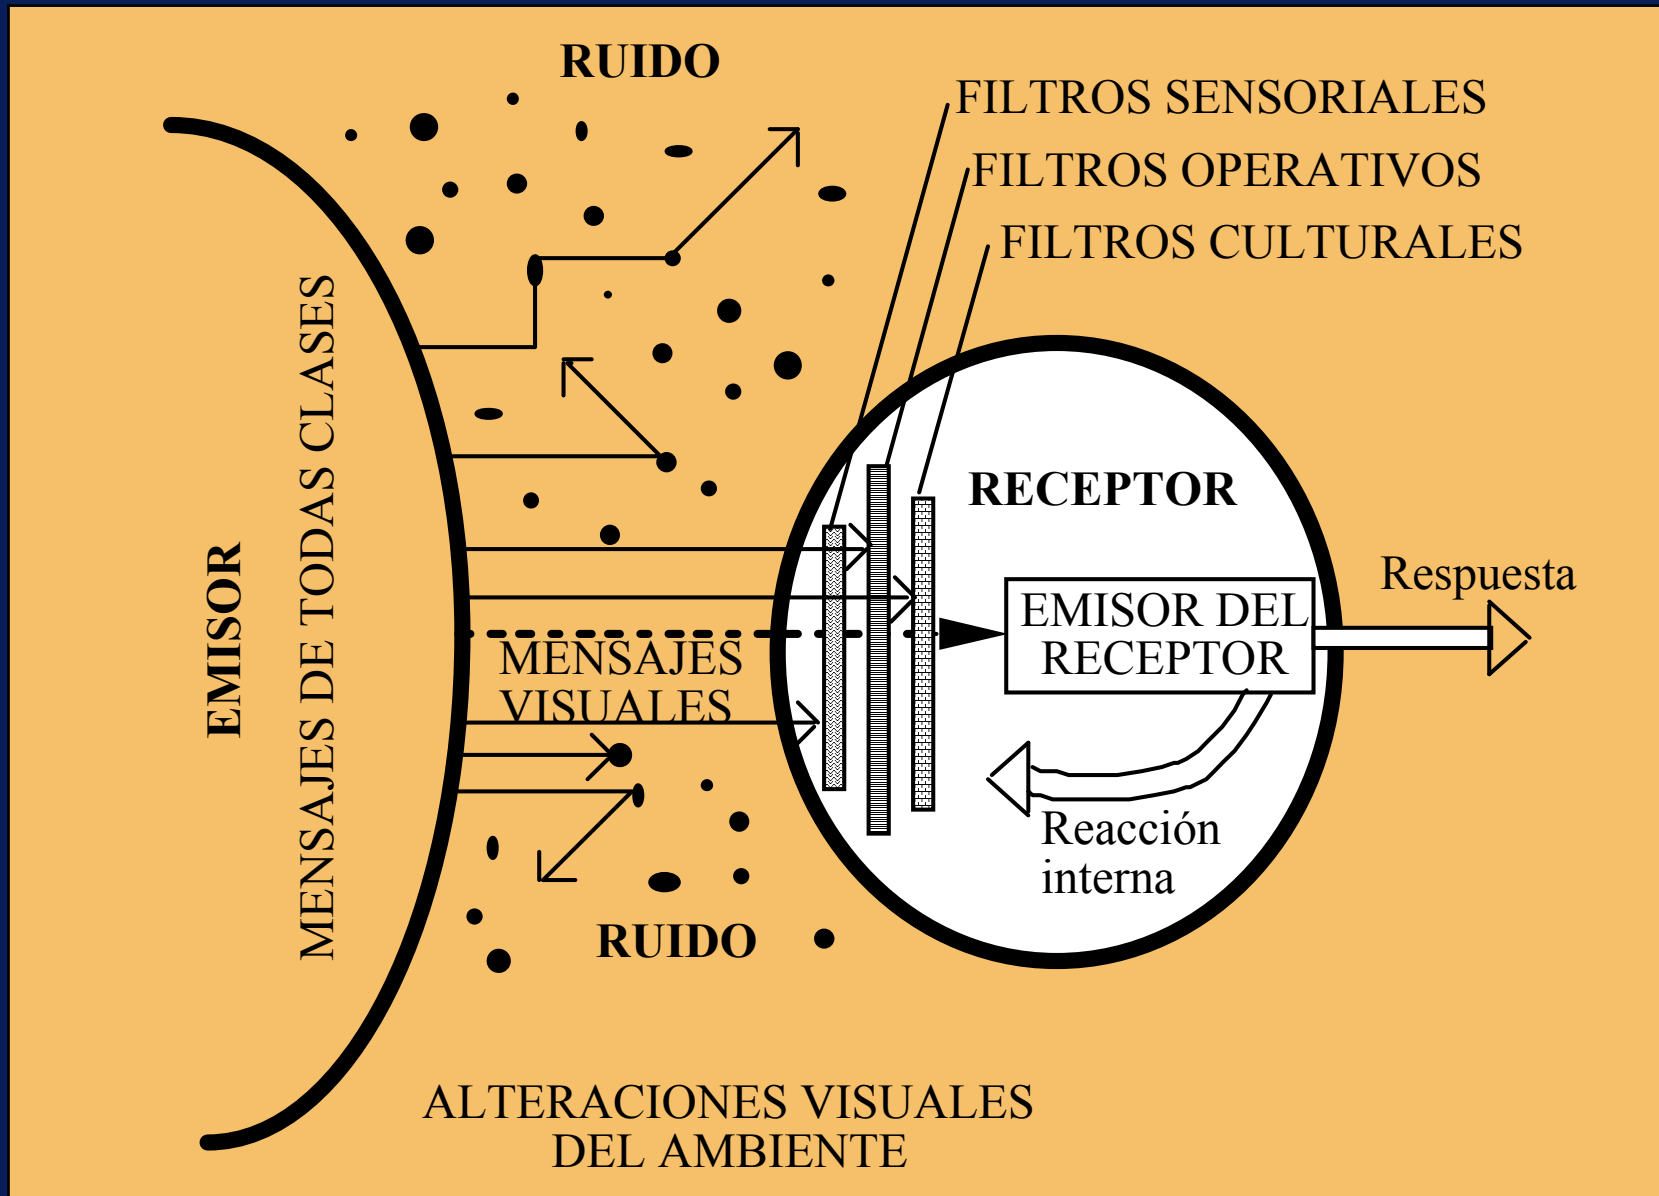 RUIDO
FILTROS SENSORIALES
FILTROS OPERATIVOS
FILTROS CULTURALES
EMISOR
MENSAJES DE TODAS CLASES
RECEPTOR
MENSAJES
VISUALES
EMISOR DEL
RECEPTOR
Respuesta
Reacción
interna
RUIDO
ALTERACIONES VISUALES
DEL AMBIENTE